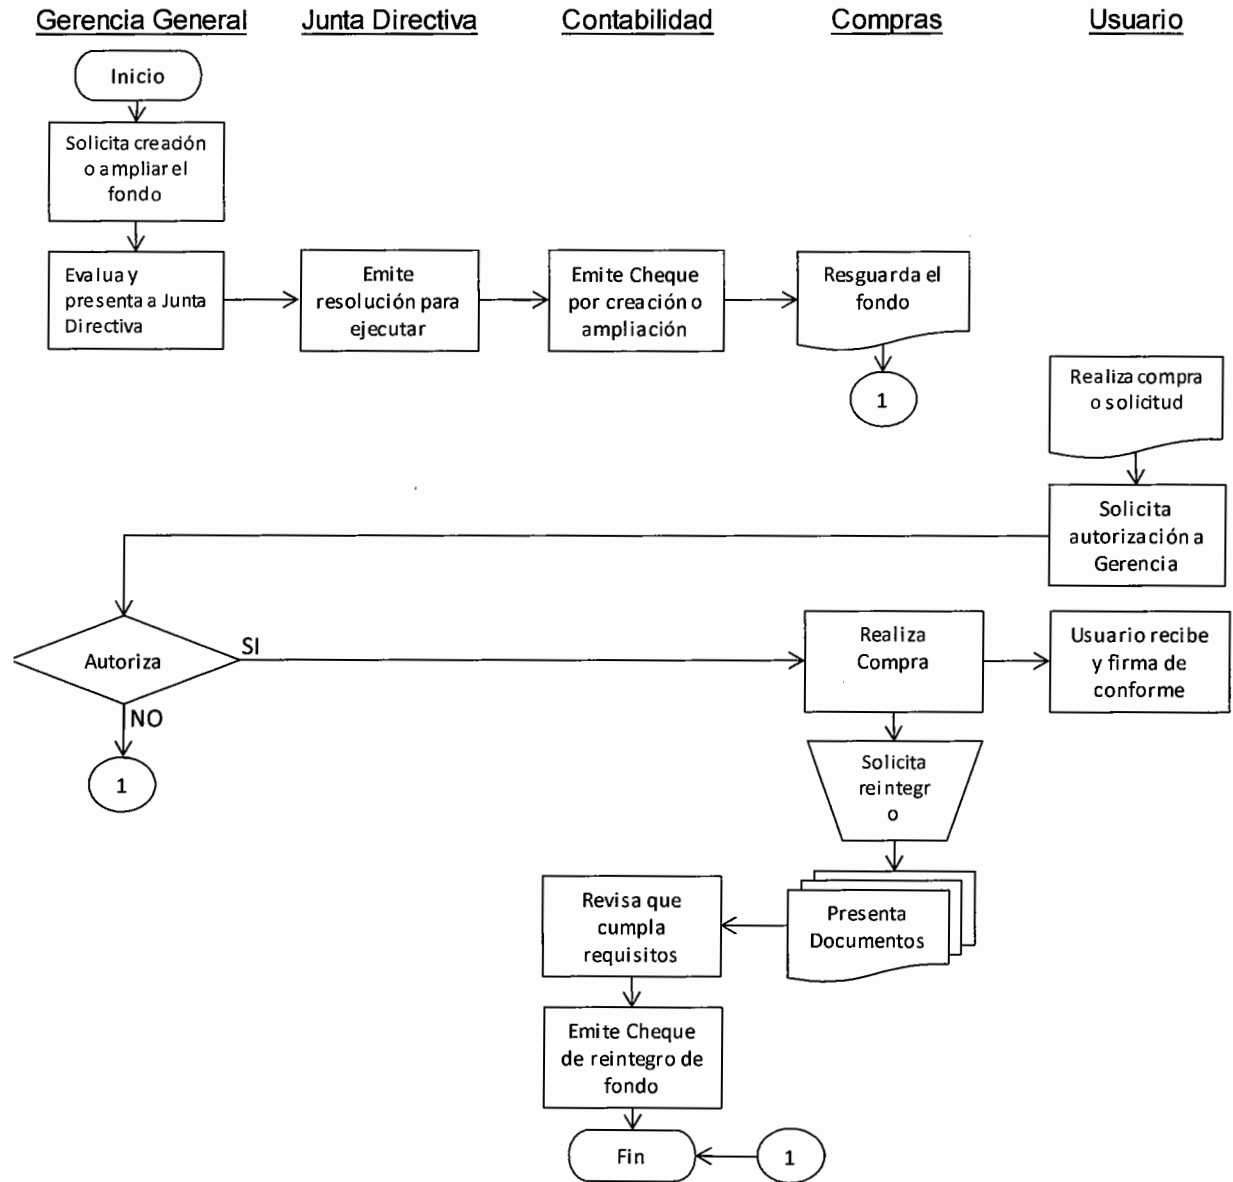 Gerencia General Junta Directiva Contabilidad Compras Usuario
Inicio
Solicita creación
o ampliar el
fondo
Evalua y
presenta a Junta
Directiva
Emite
resolución para
ejecutar
Emite Cheque
por creación o
ampliación
Resguarda el
fondo
1
Realiza compra
o solicitud
Solicita
autorización a
Gerencia
Autoriza
SI
NO
1
Realiza
Compra
Usuario recibe
y firma de
conforme
Solicita
reintegr
o
Presenta
Documentos
Revisa que
cumpla
requisitos
Emite Cheque
de reintegro de
fondo
Fin
1